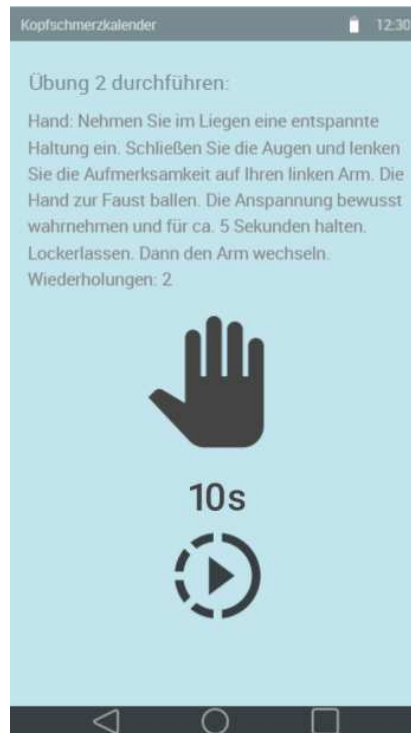 Kopfschmerzkalender 12:30
Übung 2 durchführen:
Hand: Nehmen Sie im Liegen eine entspannte
Haltung ein. Schließen Sie die Augen und lenken
Sie die Aufmerksamkeit auf Ihren linken Arm. Die
Hand zur Faust ballen. Die Anspannung bewusst
wahrnehmen und für ca. 5 Sekunden halten.
Lockerlassen. Dann den Arm wechseln.
Wiederholungen: 2
10s